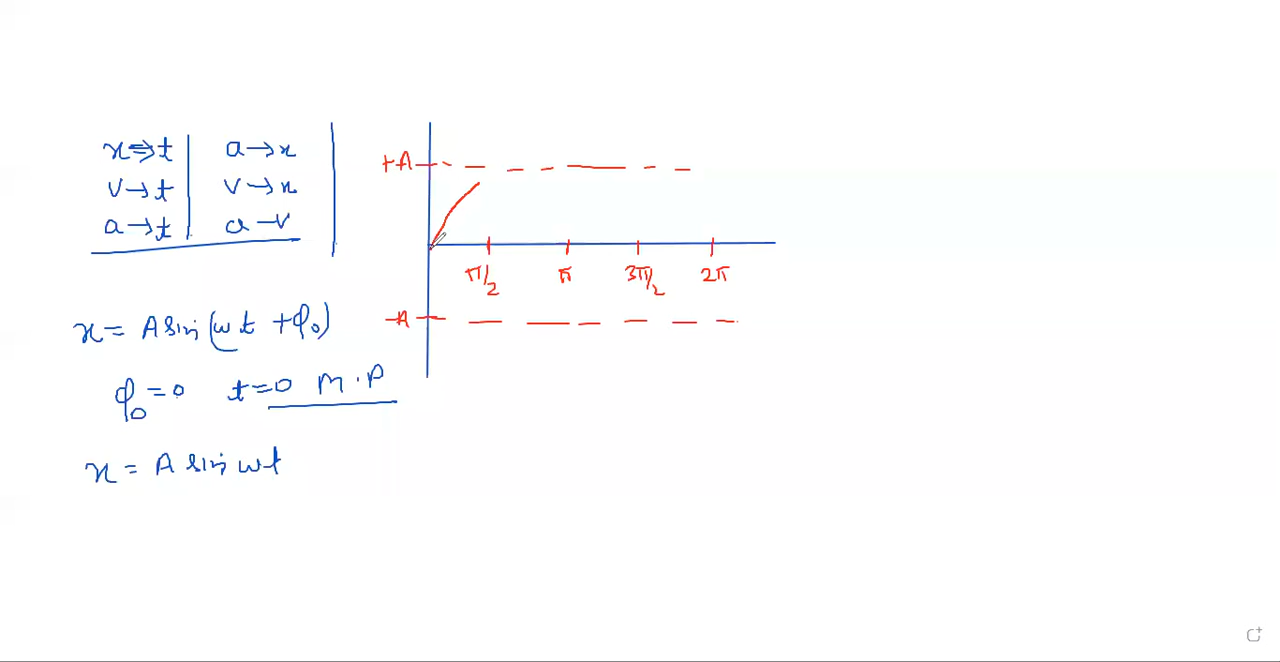 x⇒t | a→x
v→t | v→x
a→t | a-v
x = A sin(ωt + φ₀)
φ₀ = 0 t=0 M.P
x = A sin ωt
+A
π/2 π 3π/2 2π
-A